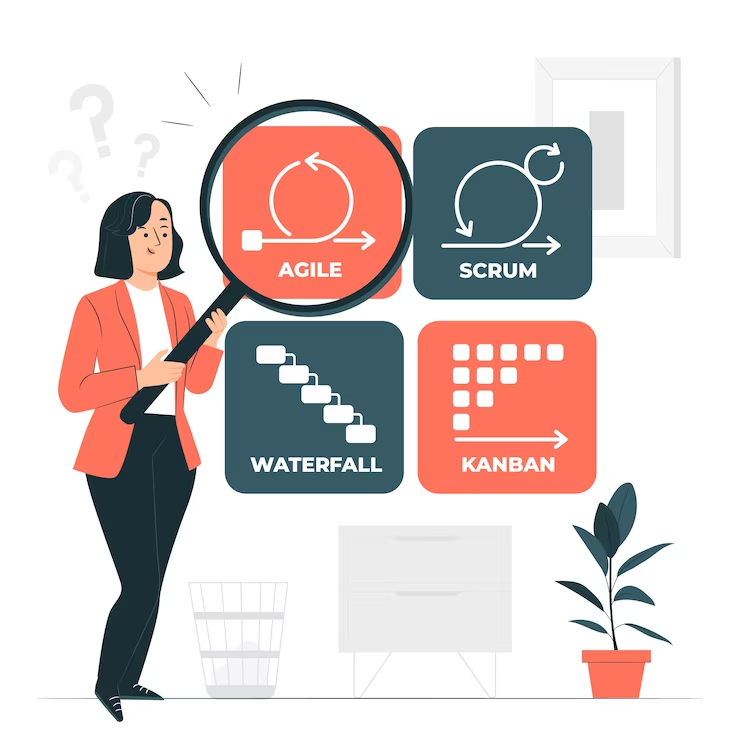 ?
?
?
AGILE
SCRUM
WATERFALL
KANBAN